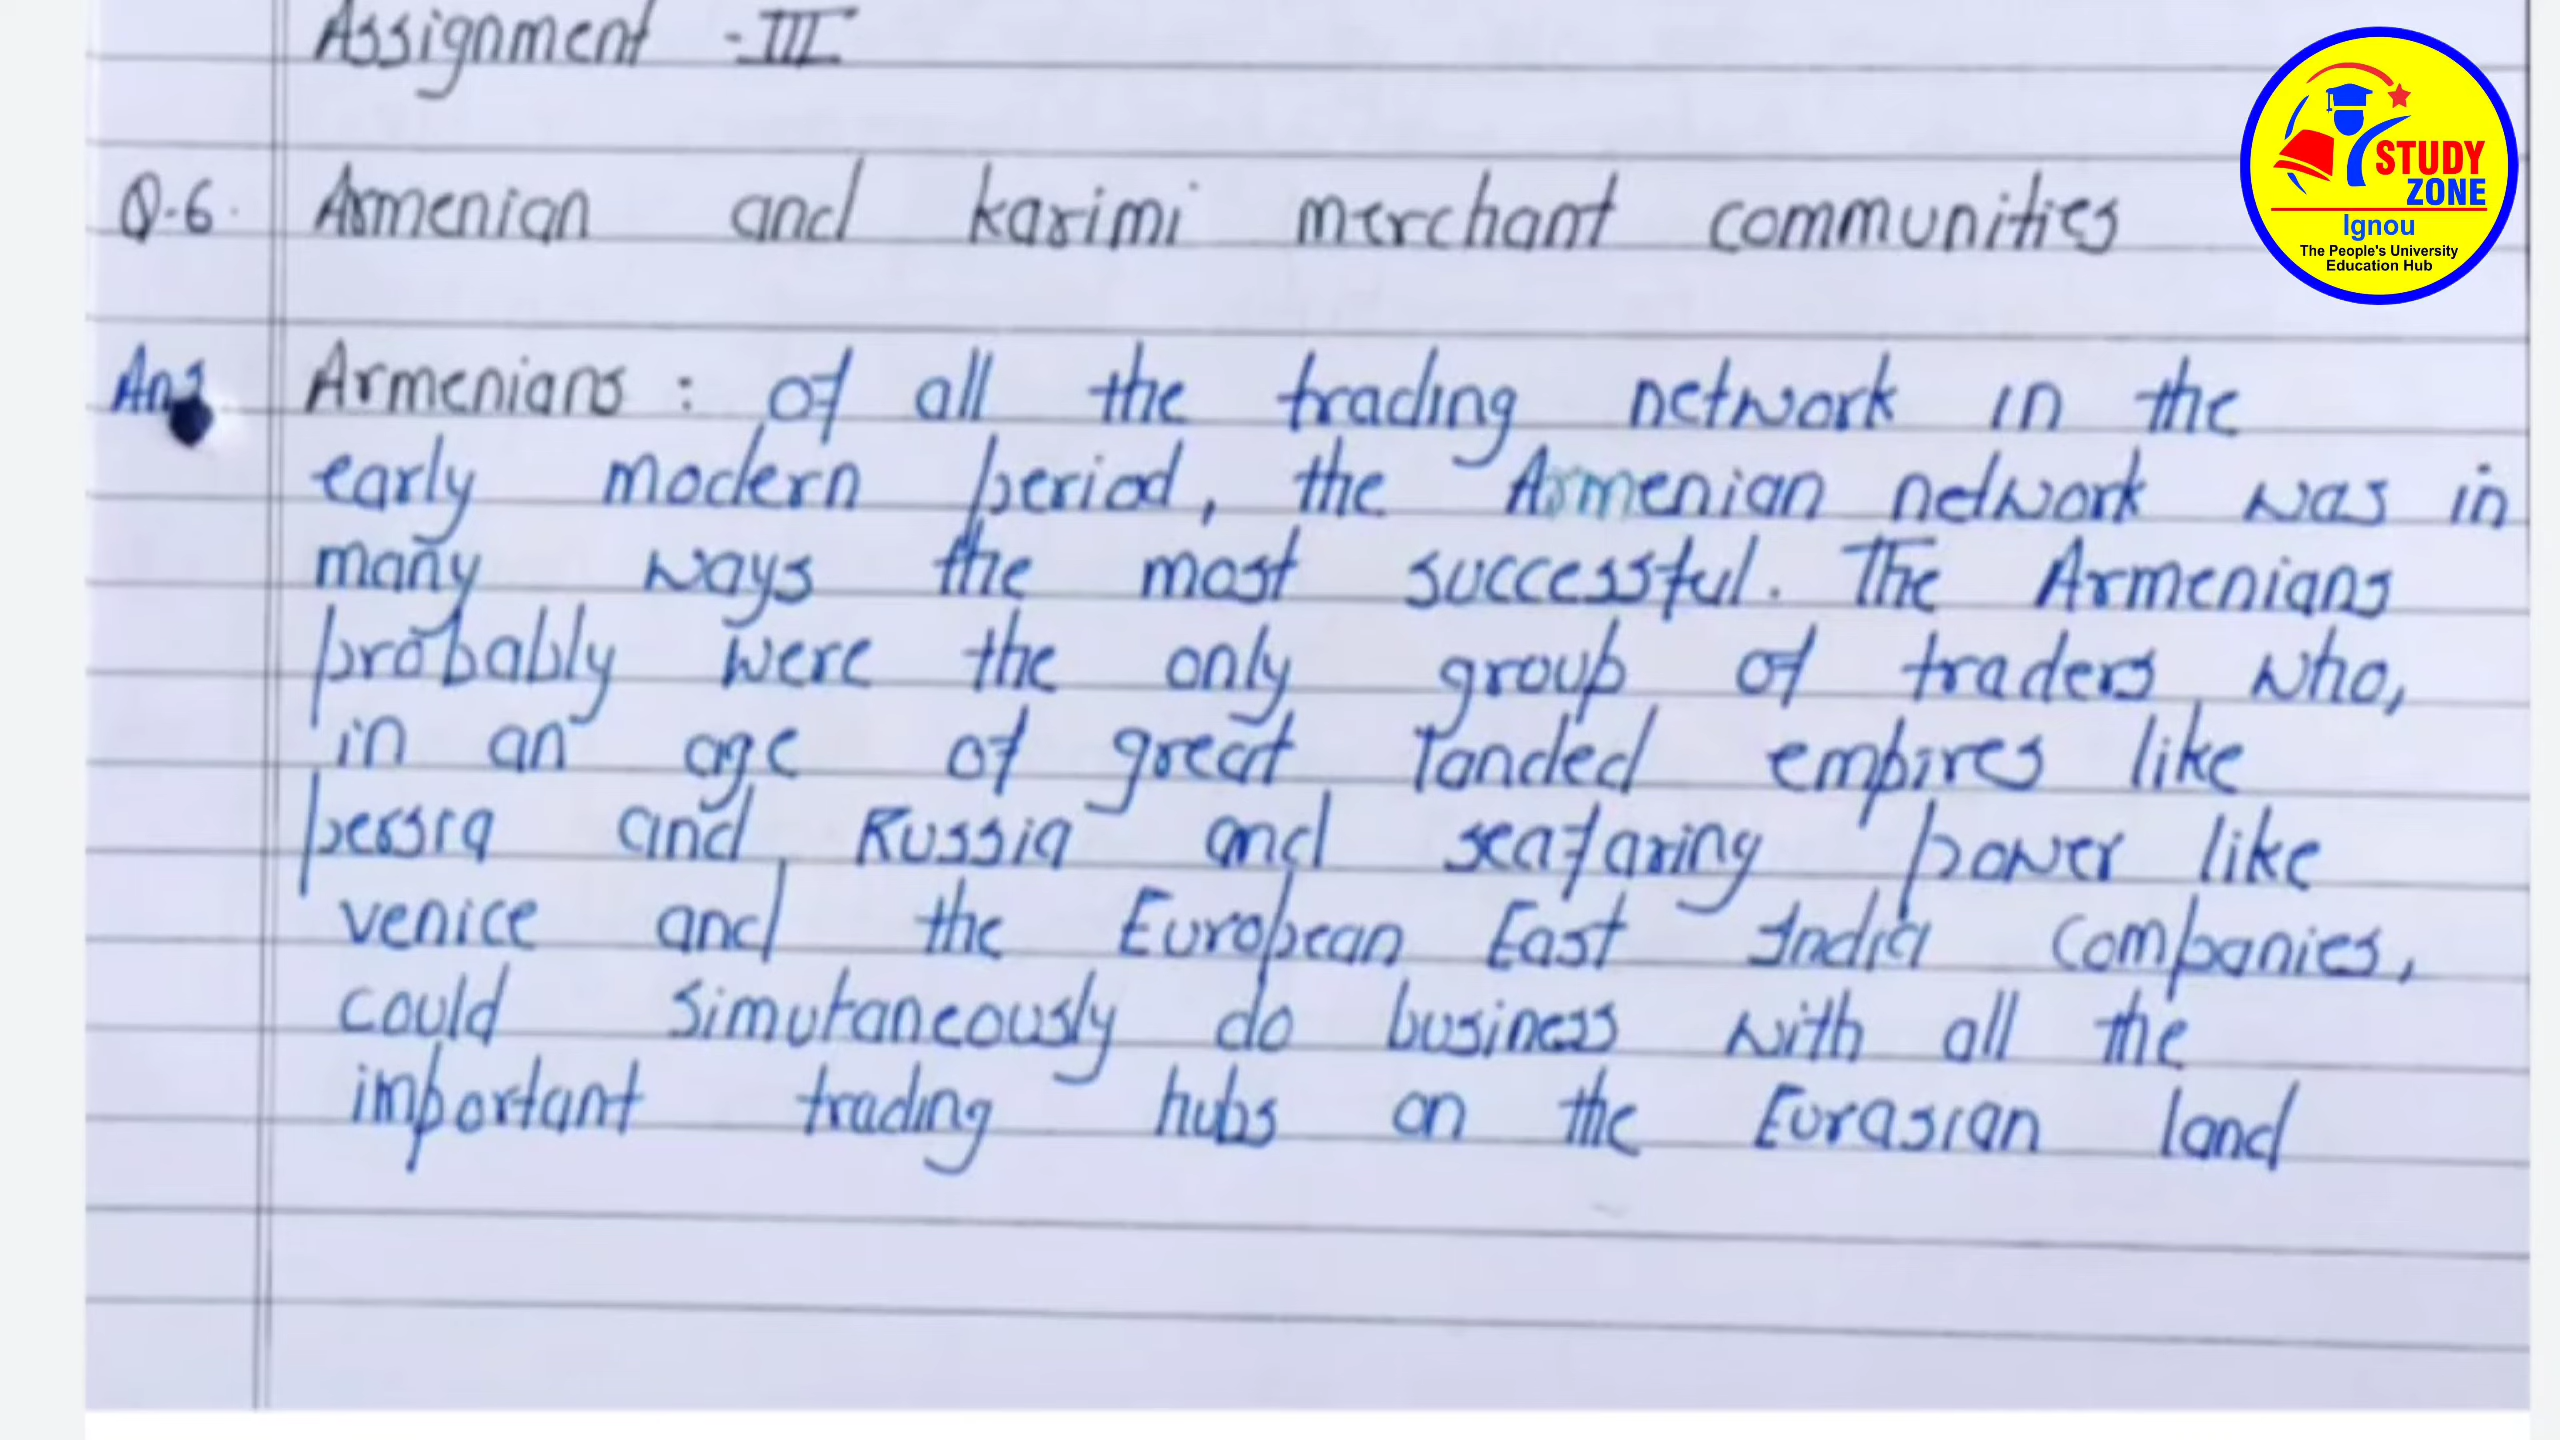 Assignment - III
Q.6. Armenian and karimi merchant communities
Ans Armenians : of all the trading network in the
early modern period, the Armenian network was in
many ways the most successful. The Armenians
probably were the only group of traders who,
in an age of great landed empires like
persia and Russia and seafaring power like
venice and the European East India Companies,
could simutaneously do business with all the
important trading hubs on the Eurasian land
STUDY
ZONE
Ignou
The People's University
Education Hub